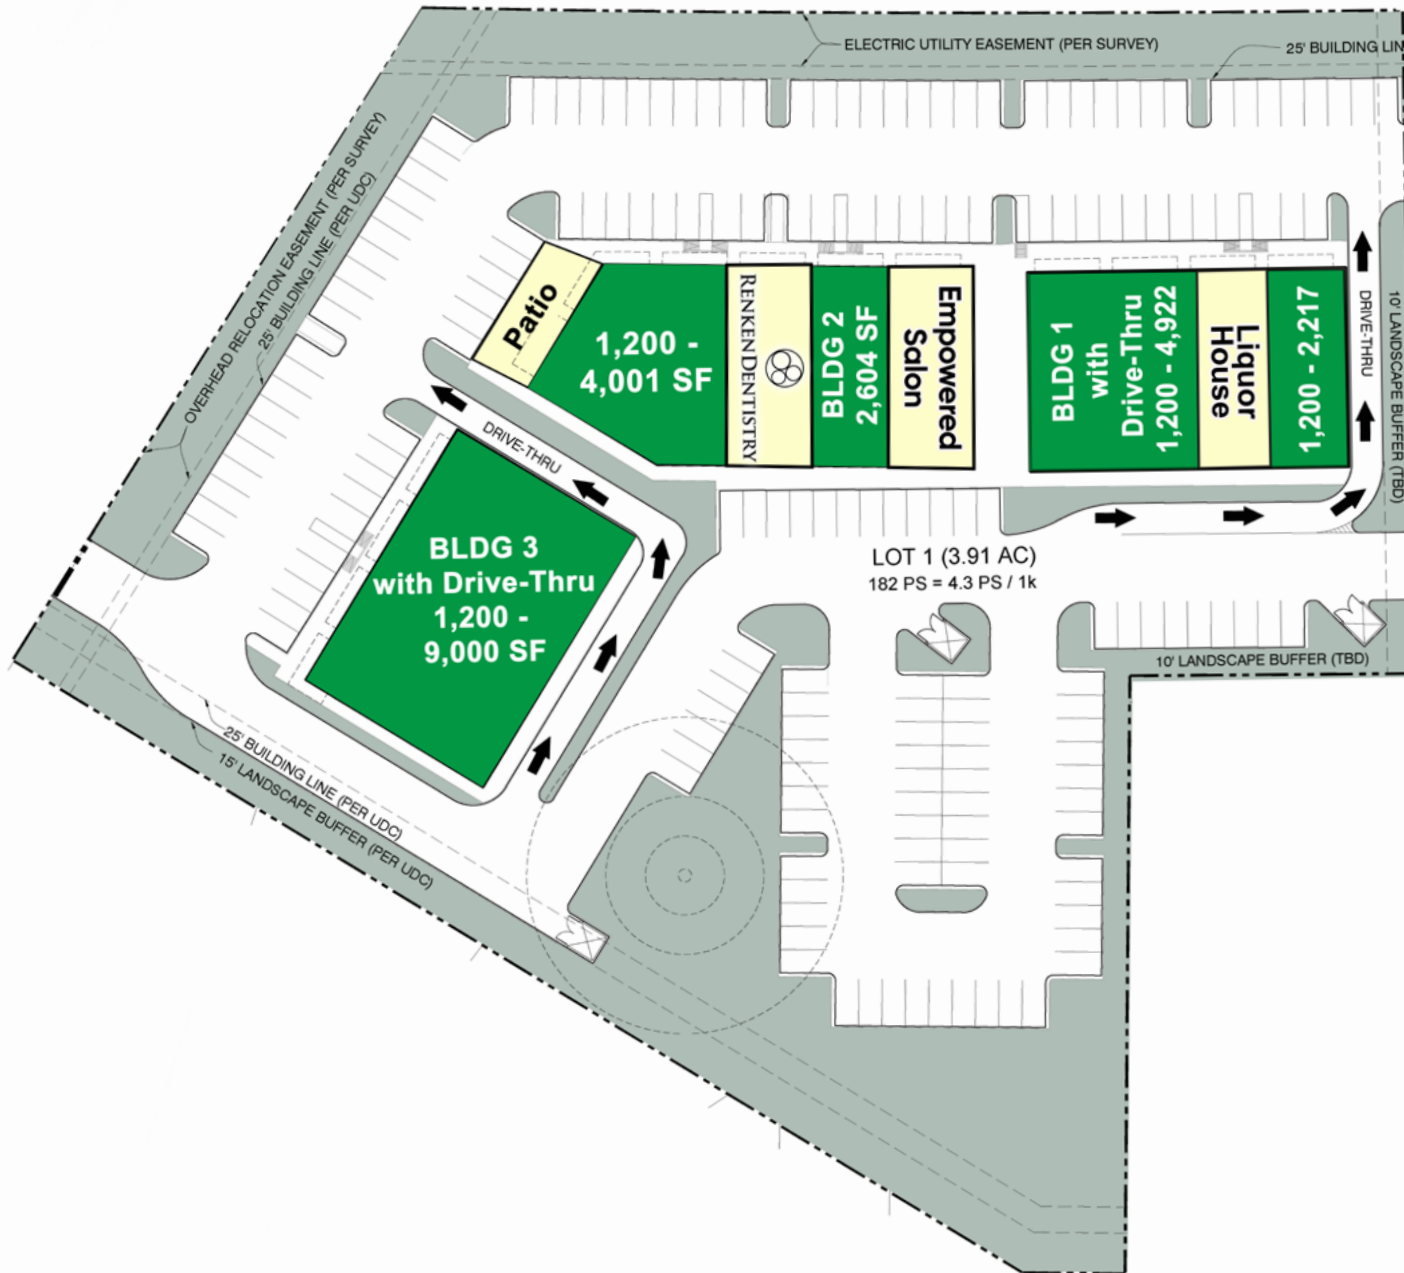 ELECTRIC UTILITY EASEMENT (PER SURVEY)
25' BUILDING LIN
OVERHEAD RELOCATION EASEMENT (PER SURVEY)
25' BUILDING LINE (PER UDC)
Patio
1,200 -
4,001 SF
RENKENDENTISTRY
BLDG 2
2,604 SF
Empowered
Salon
BLDG 1
with
Drive-Thru
1,200 - 4,922
Liquor
House
1,200 - 2,217
DRIVE-THRU
10' LANDSCAPE BUFFER (TBD)
DRIVE-THRU
BLDG 3
with Drive-Thru
1,200 -
9,000 SF
LOT 1 (3.91 AC)
182 PS = 4.3 PS / 1k
10' LANDSCAPE BUFFER (TBD)
25' BUILDING LINE (PER UDC)
15' LANDSCAPE BUFFER (PER UDC)